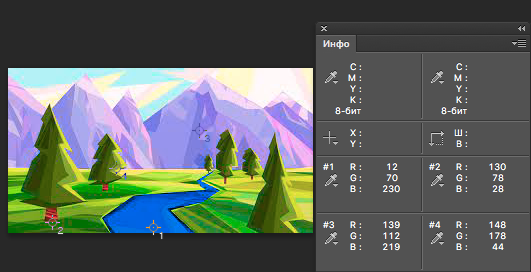 Инфо
C :
M :
Y :
K :
8-бит
C :
M :
Y :
K :
8-бит
X :
Y :
Ш :
В :
#1 R : 12
G : 70
B : 230
#2 R : 130
G : 78
B : 28
#3 R : 139
G : 112
B : 219
#4 R : 148
G : 178
B : 44
3
4
2
1